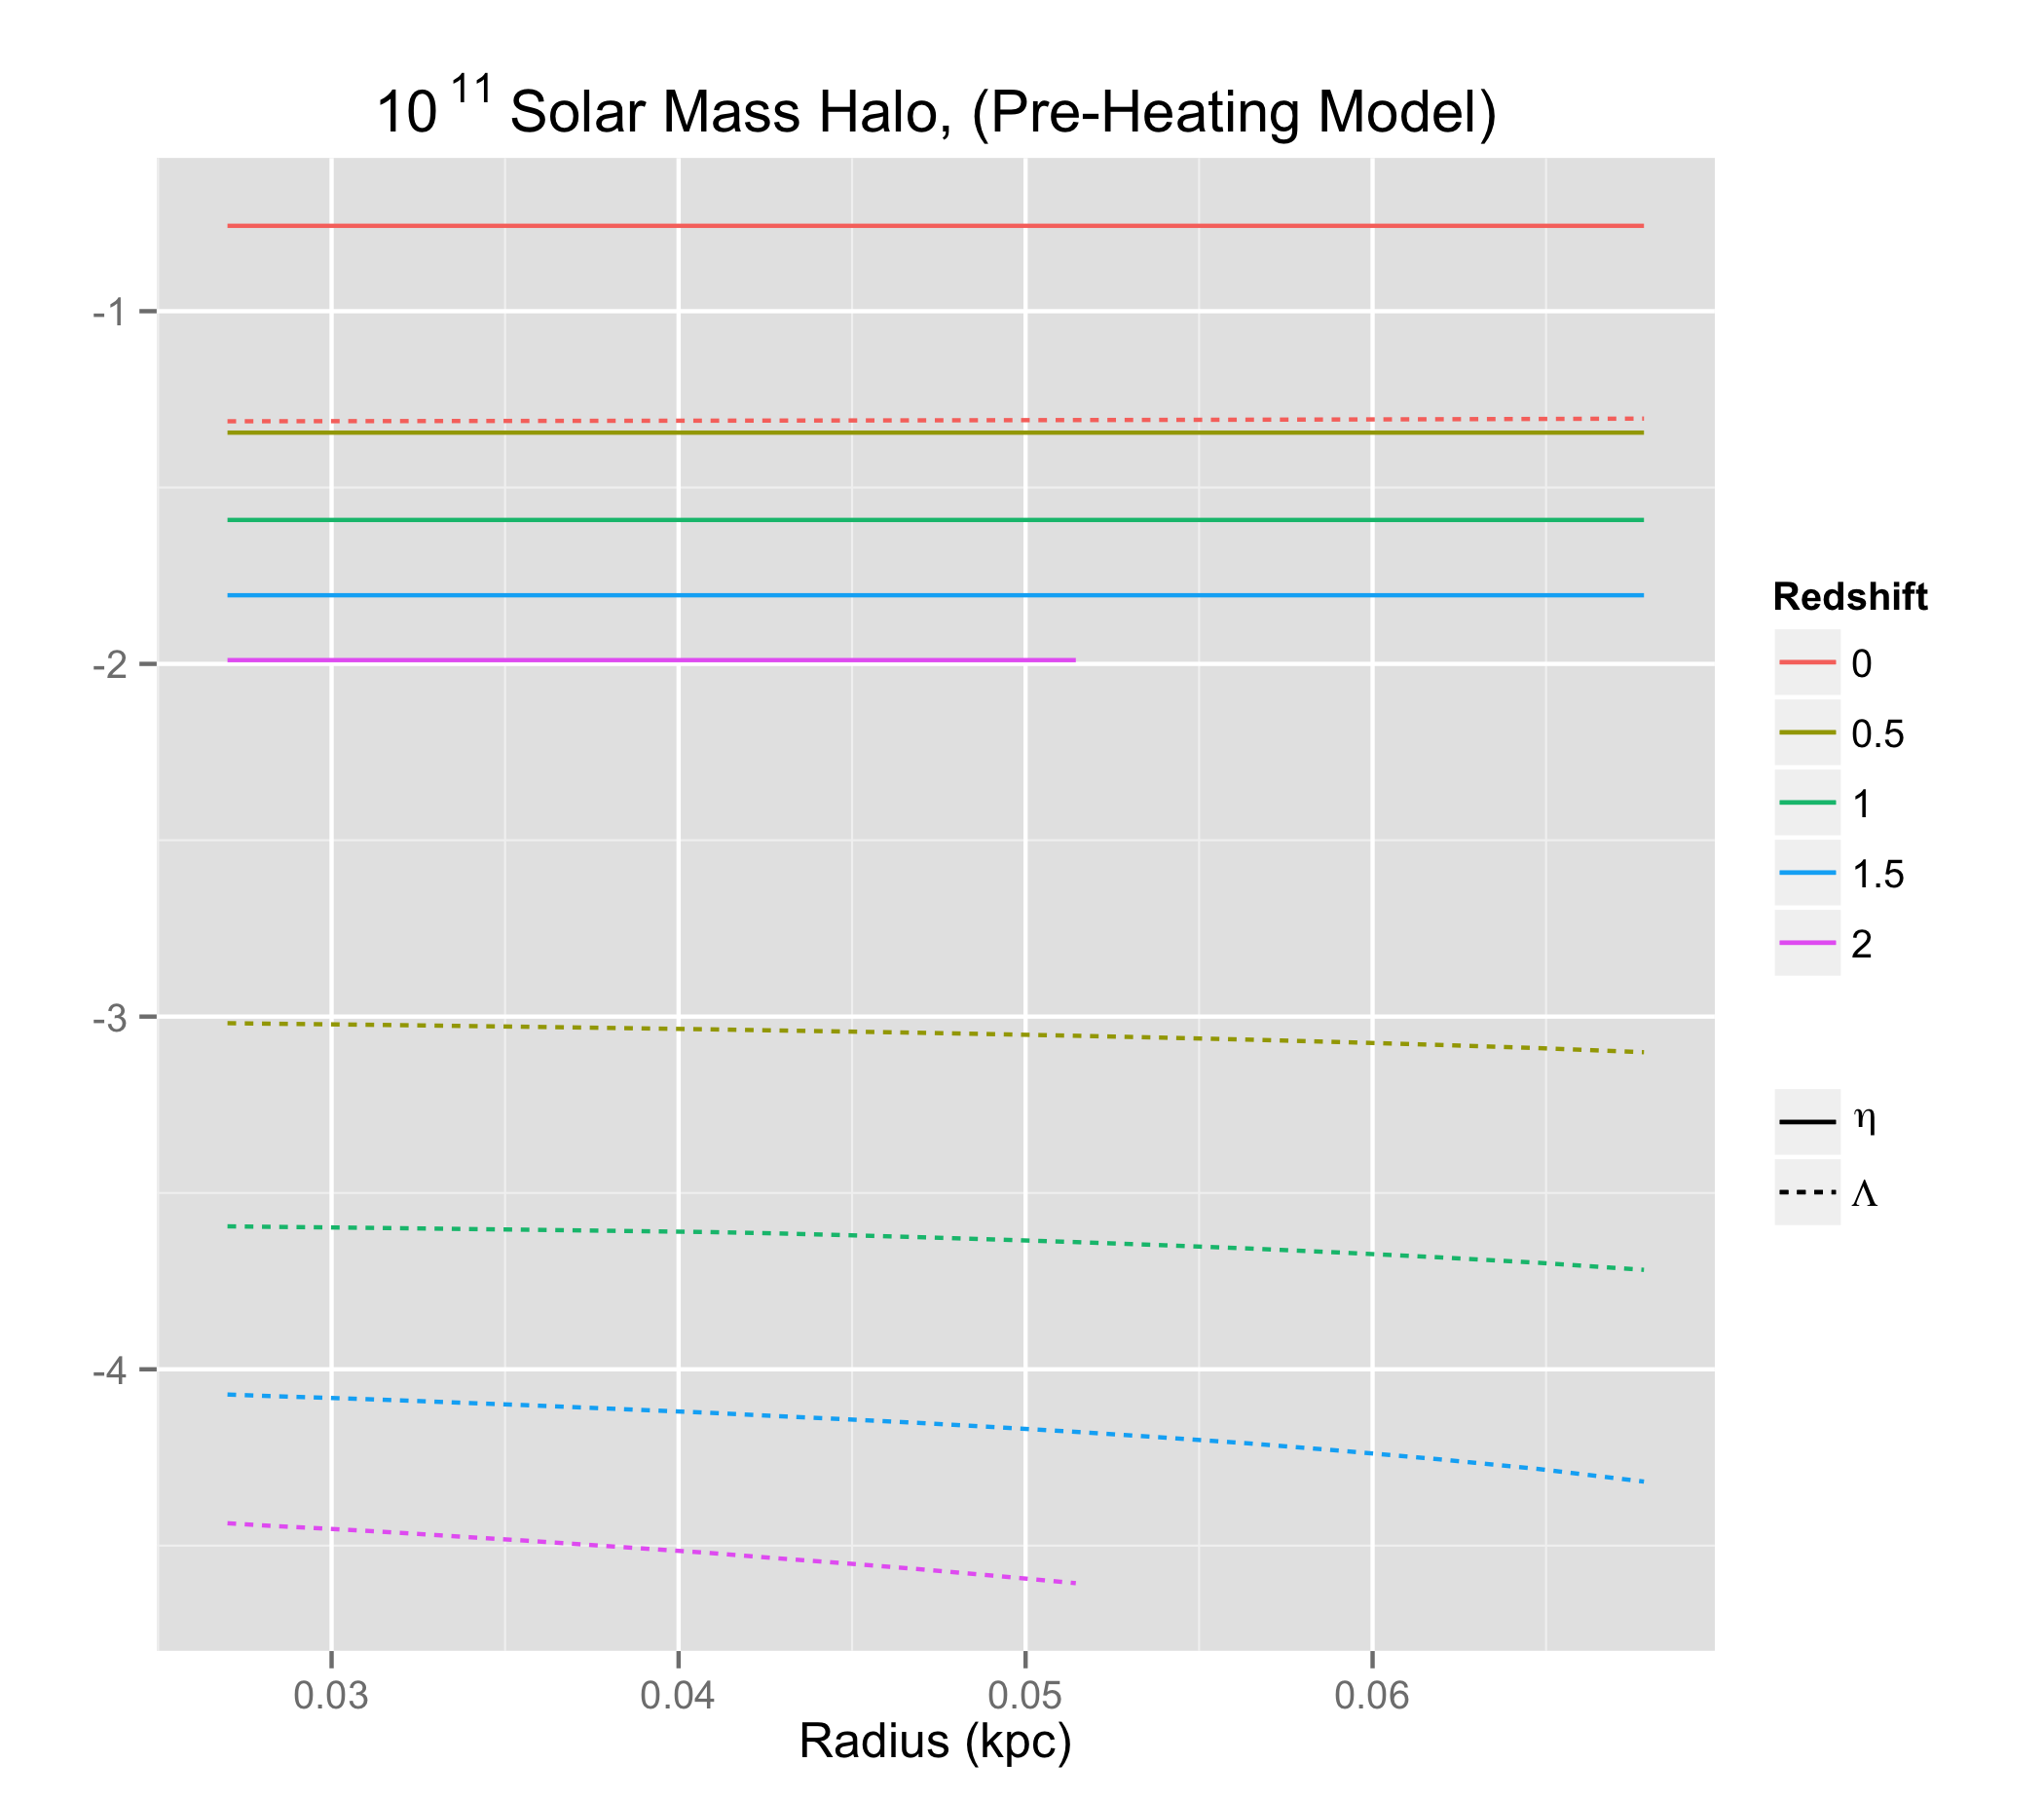 10 11 Solar Mass Halo, (Pre-Heating Model)
-1
-2
-3
-4
0.03 0.04 0.05 0.06
Radius (kpc)
Redshift
0
0.5
1
1.5
2
η
Λ